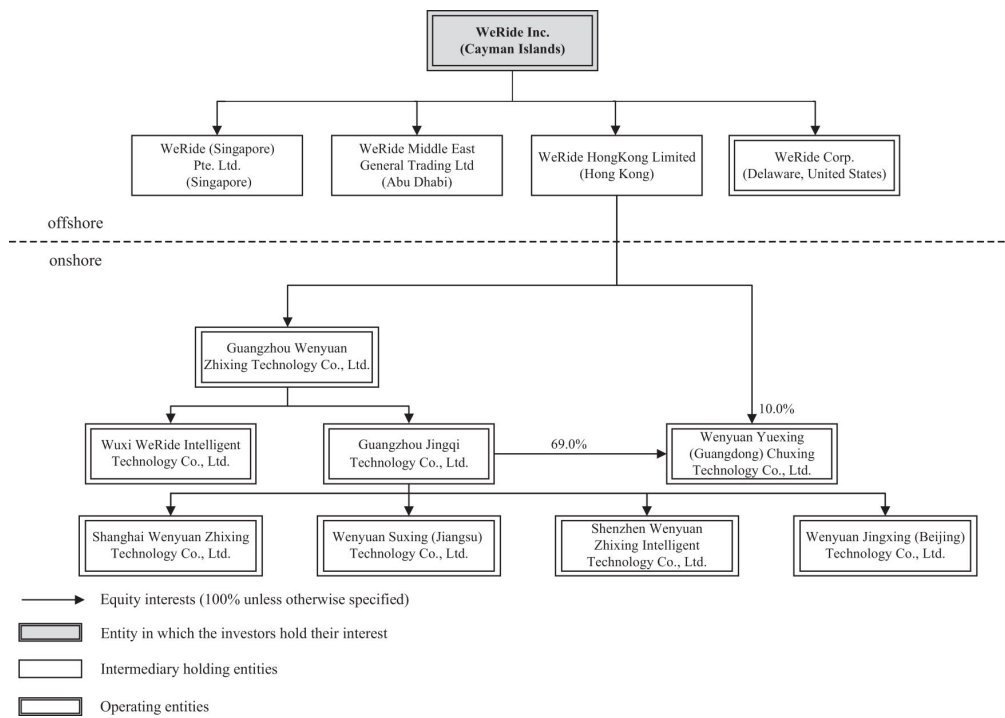 WeRide Inc.
(Cayman Islands)
WeRide (Singapore)
Pte. Ltd.
(Singapore)
WeRide Middle East
General Trading Ltd
(Abu Dhabi)
WeRide HongKong Limited
(Hong Kong)
WeRide Corp.
(Delaware, United States)
offshore
onshore
Guangzhou Wenyuan
Zhixing Technology Co., Ltd.
10.0%
Wuxi WeRide Intelligent
Technology Co., Ltd.
Guangzhou Jingqi
Technology Co., Ltd.
69.0%
Wenyuan Yuexing
(Guangdong) Chuxing
Technology Co., Ltd.
Shanghai Wenyuan Zhixing
Technology Co., Ltd.
Wenyuan Suxing (Jiangsu)
Technology Co., Ltd.
Shenzhen Wenyuan
Zhixing Intelligent
Technology Co., Ltd.
Wenyuan Jingxing (Beijing)
Technology Co., Ltd.
Equity interests (100% unless otherwise specified)
Entity in which the investors hold their interest
Intermediary holding entities
Operating entities